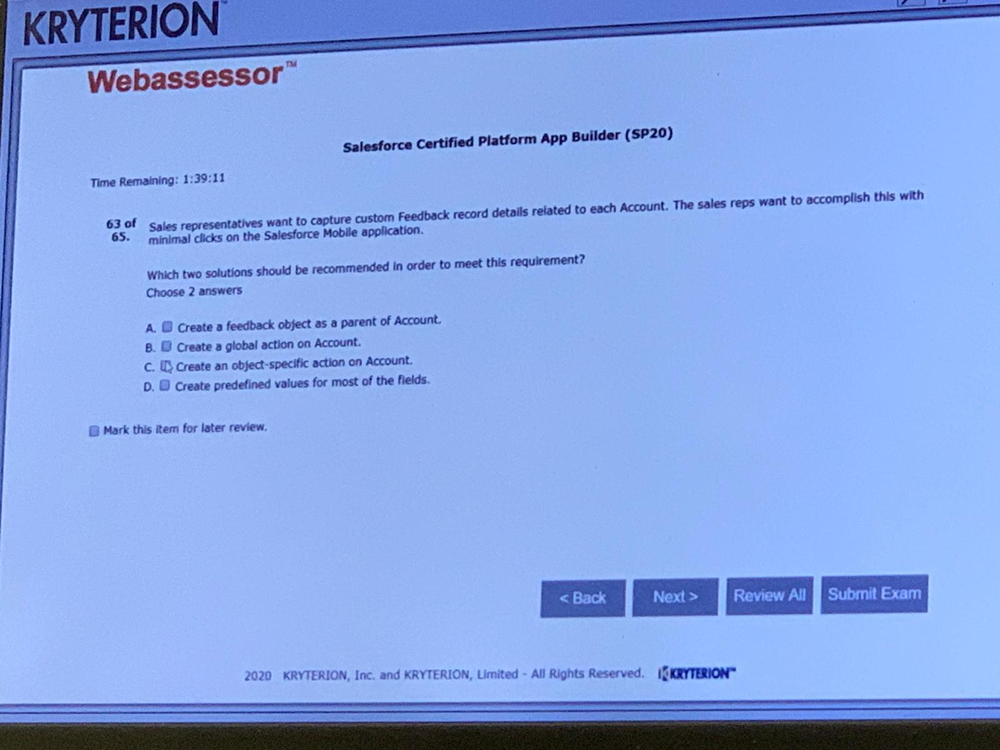 KRYTERION
Webassessor™
Salesforce Certified Platform App Builder (SP20)
Time Remaining: 1:39:11
63 of 65. Sales representatives want to capture custom Feedback record details related to each Account. The sales reps want to accomplish this with
minimal clicks on the Salesforce Mobile application.
Which two solutions should be recommended in order to meet this requirement?
Choose 2 answers
A. Create a feedback object as a parent of Account.
B. Create a global action on Account.
C. Create an object-specific action on Account.
D. Create predefined values for most of the fields.
Mark this item for later review.
< Back Next > Review All Submit Exam
2020 KRYTERION, Inc. and KRYTERION, Limited - All Rights Reserved. KRYTERION™